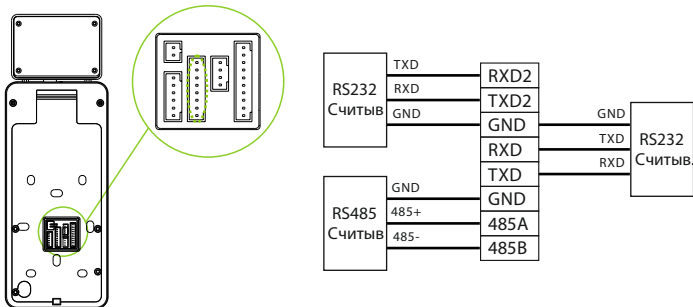 TXD
RXD
GND
RS232
Считыв
RXD2
TXD2
GND
RXD
TXD
GND
485A
485B
GND
TXD
RXD
RS232
Считыв.
GND
485+
485-
RS485
Считыв